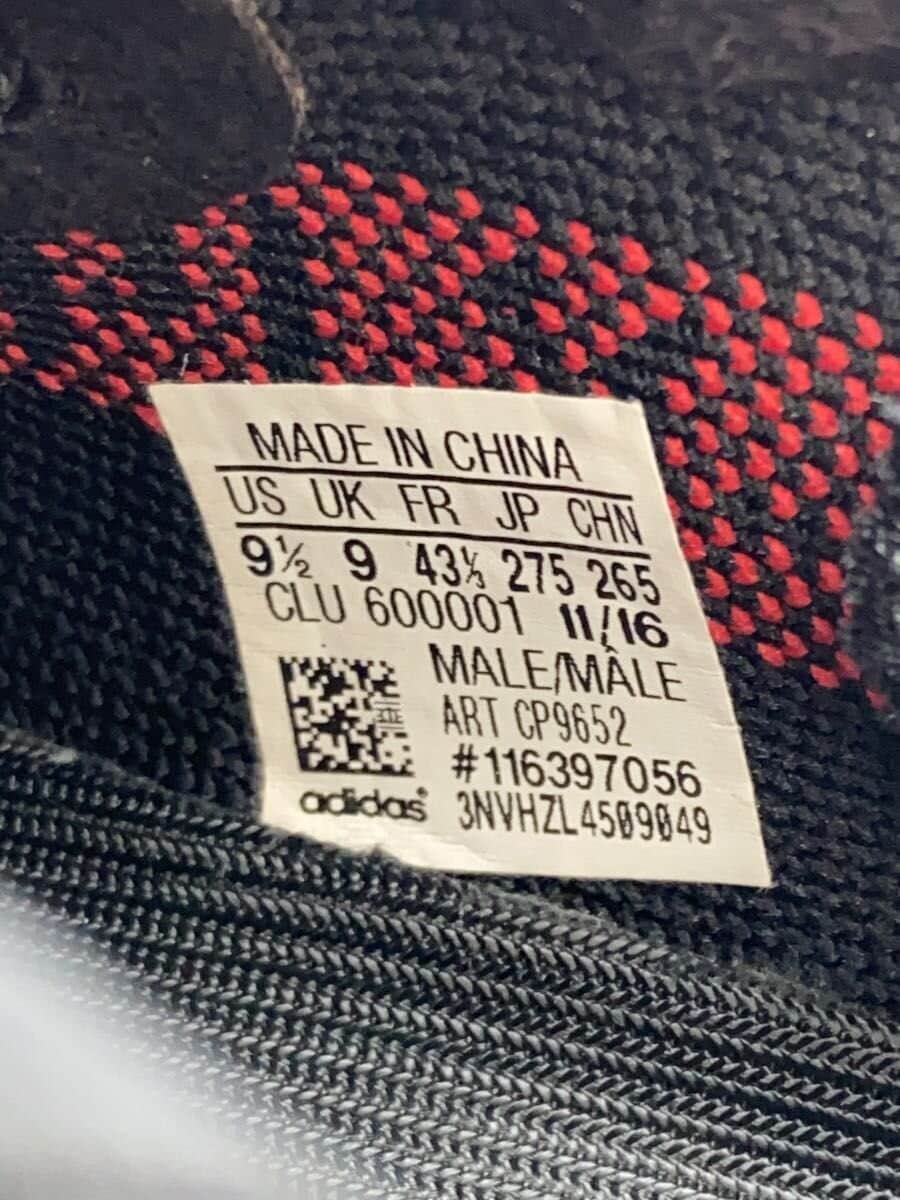 MADE IN CHINA
US UK FR JP CHN
9½ 9 43⅓ 275 265
CLU 600001 11/16
MALE/MÂLE
ART CP9652
#116397056
adidas® 3NVHZL4509049